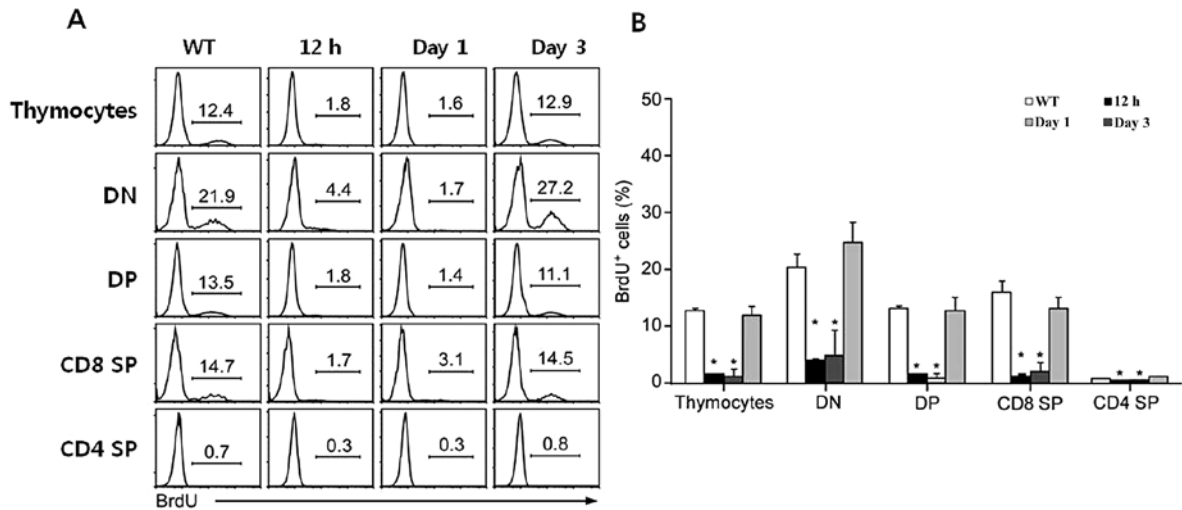 A
WT 12 h Day 1 Day 3
Thymocytes 12.4 1.8 1.6 12.9
DN 21.9 4.4 1.7 27.2
DP 13.5 1.8 1.4 11.1
CD8 SP 14.7 1.7 3.1 14.5
CD4 SP 0.7 0.3 0.3 0.8
BrdU
B
WT 12 h
Day 1 Day 3
BrdU+ cells (%)
50
40
30
20
10
0
* * * * * * * * * *
Thymocytes DN DP CD8 SP CD4 SP